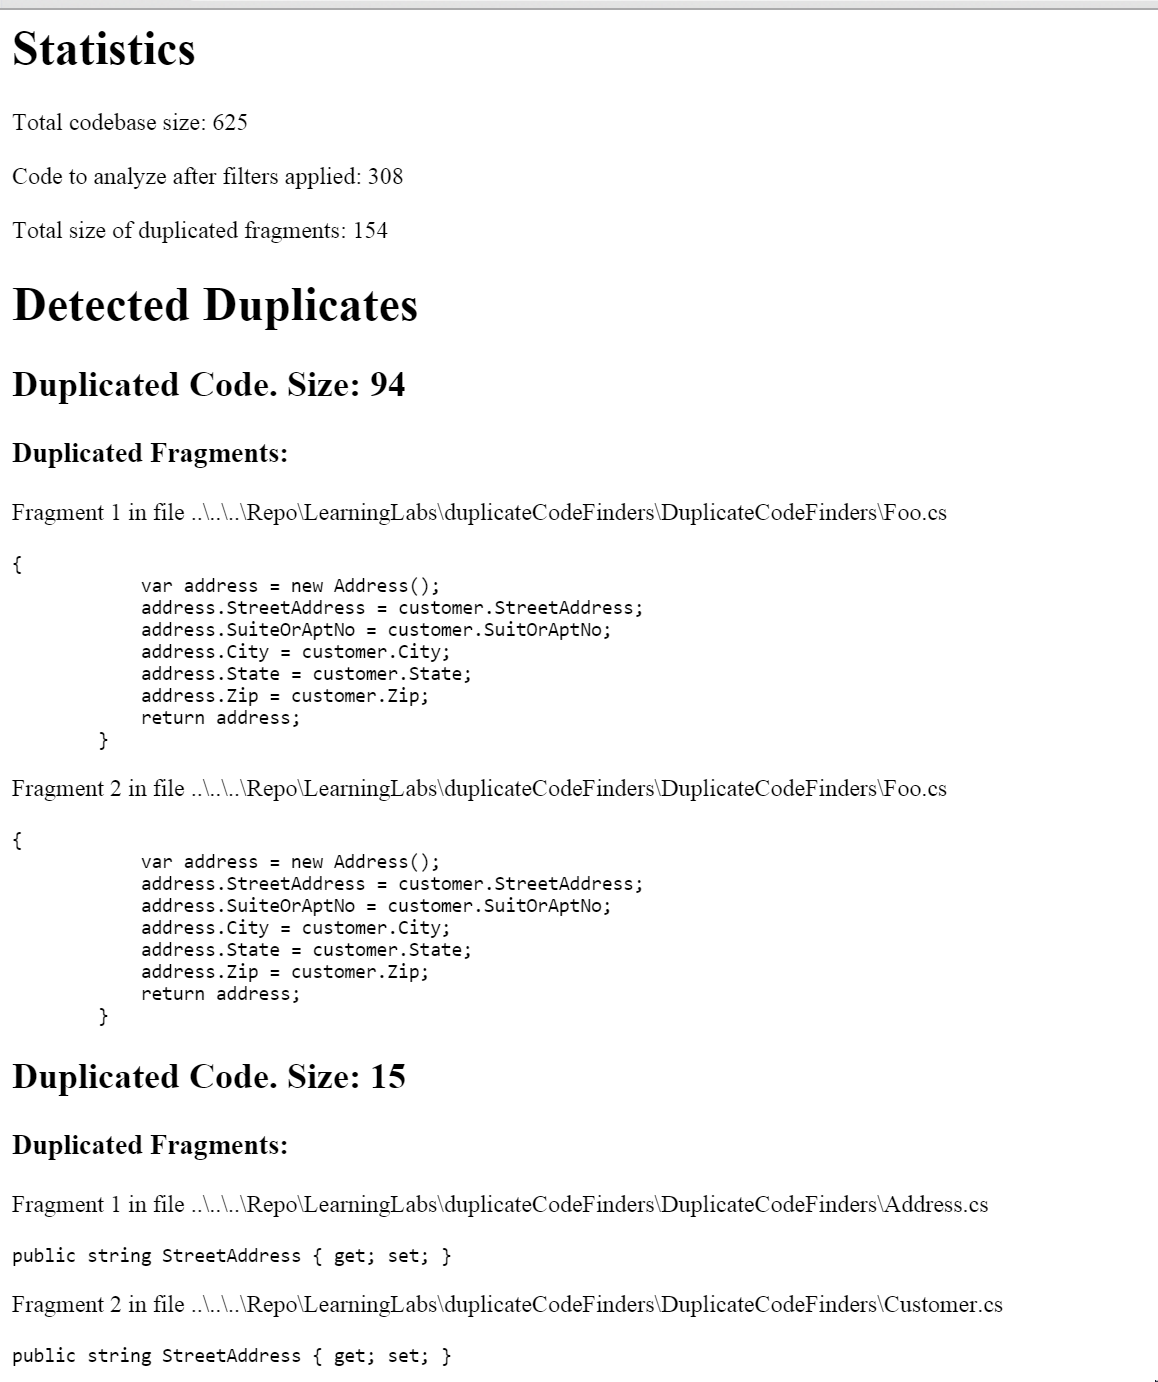 Statistics
Total codebase size: 625
Code to analyze after filters applied: 308
Total size of duplicated fragments: 154
Detected Duplicates
Duplicated Code. Size: 94
Duplicated Fragments:
Fragment 1 in file ..\..\..\Repo\LearningLabs\duplicateCodeFinders\DuplicateCodeFinders\Foo.cs
{
            var address = new Address();
            address.StreetAddress = customer.StreetAddress;
            address.SuiteOrAptNo = customer.SuitOrAptNo;
            address.City = customer.City;
            address.State = customer.State;
            address.Zip = customer.Zip;
            return address;
        }
Fragment 2 in file ..\..\..\Repo\LearningLabs\duplicateCodeFinders\DuplicateCodeFinders\Foo.cs
{
            var address = new Address();
            address.StreetAddress = customer.StreetAddress;
            address.SuiteOrAptNo = customer.SuitOrAptNo;
            address.City = customer.City;
            address.State = customer.State;
            address.Zip = customer.Zip;
            return address;
        }
Duplicated Code. Size: 15
Duplicated Fragments:
Fragment 1 in file ..\..\..\Repo\LearningLabs\duplicateCodeFinders\DuplicateCodeFinders\Address.cs
public string StreetAddress { get; set; }
Fragment 2 in file ..\..\..\Repo\LearningLabs\duplicateCodeFinders\DuplicateCodeFinders\Customer.cs
public string StreetAddress { get; set; }